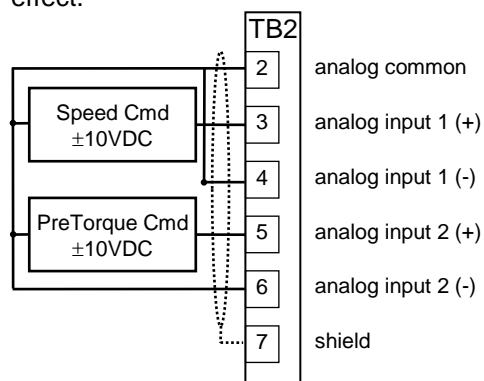 effect.
TB2
2 analog common
Speed Cmd
±10VDC
3 analog input 1 (+)
4 analog input 1 (-)
PreTorque Cmd
±10VDC
5 analog input 2 (+)
6 analog input 2 (-)
7 shield